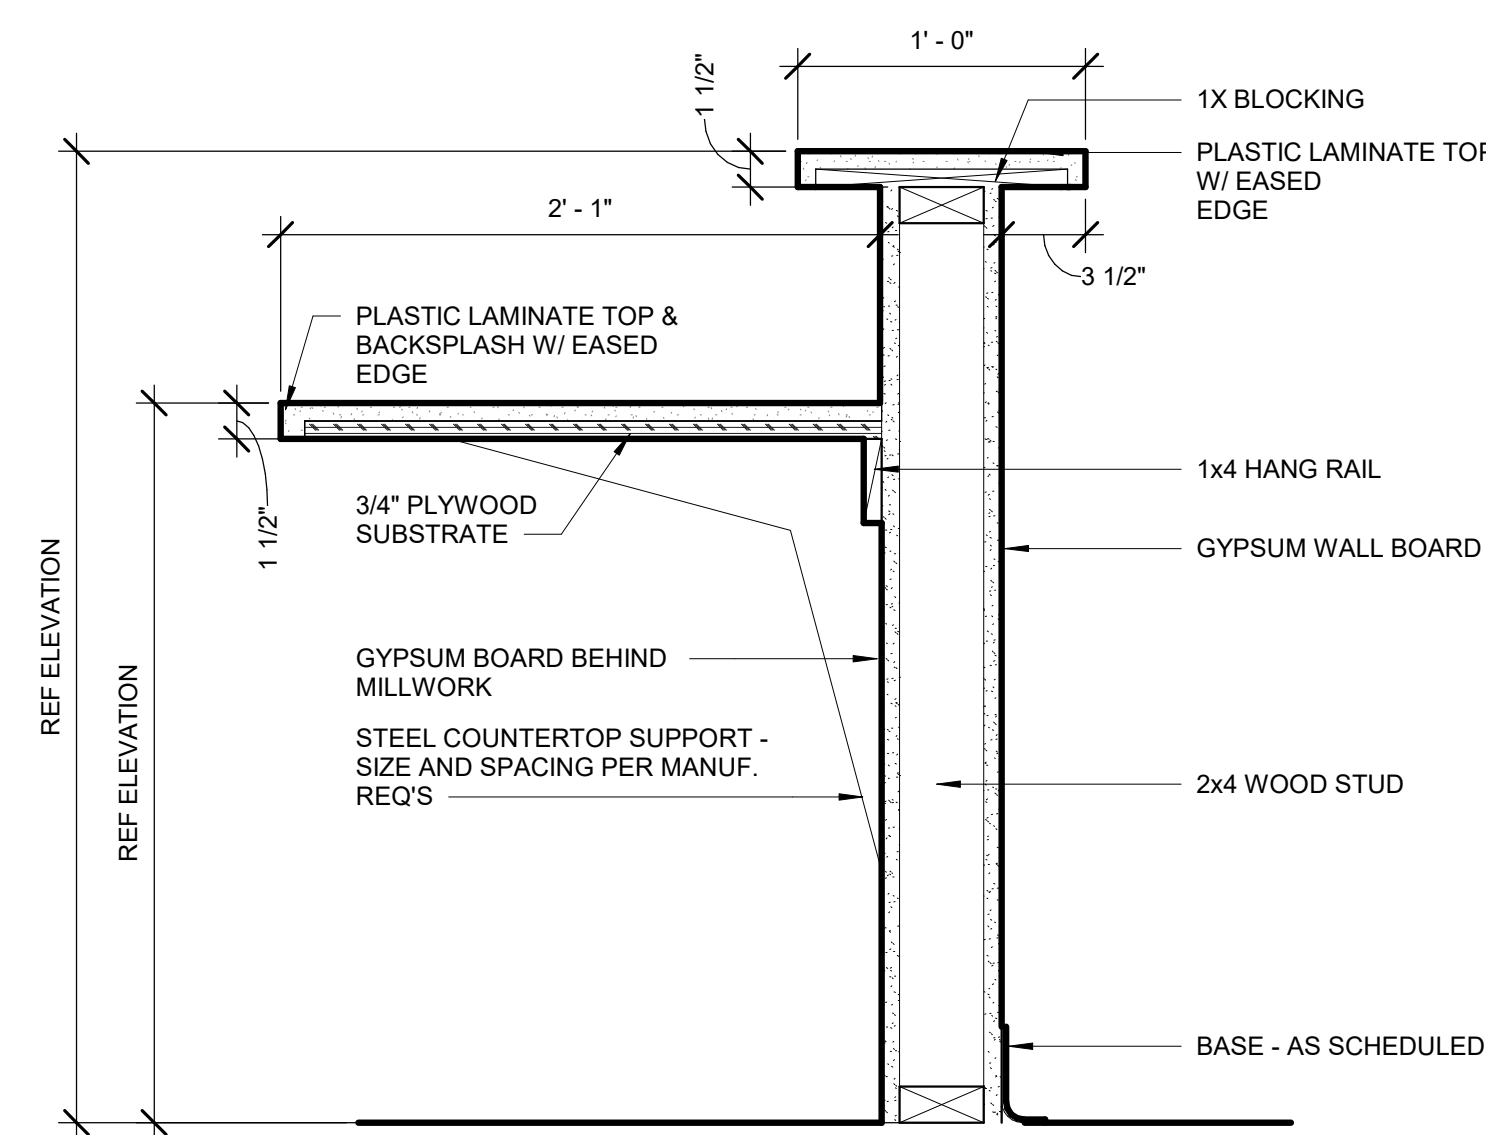 1' - 0"
1 1/2"
1X BLOCKING
PLASTIC LAMINATE TOP
W/ EASED
EDGE
2' - 1"
3 1/2"
PLASTIC LAMINATE TOP &
BACKSPLASH W/ EASED
EDGE
1 1/2"
3/4" PLYWOOD
SUBSTRATE
1x4 HANG RAIL
GYPSUM WALL BOARD
REF ELEVATION
REF ELEVATION
GYPSUM BOARD BEHIND
MILLWORK
STEEL COUNTERTOP SUPPORT -
SIZE AND SPACING PER MANUF.
REQ'S
2x4 WOOD STUD
BASE - AS SCHEDULED